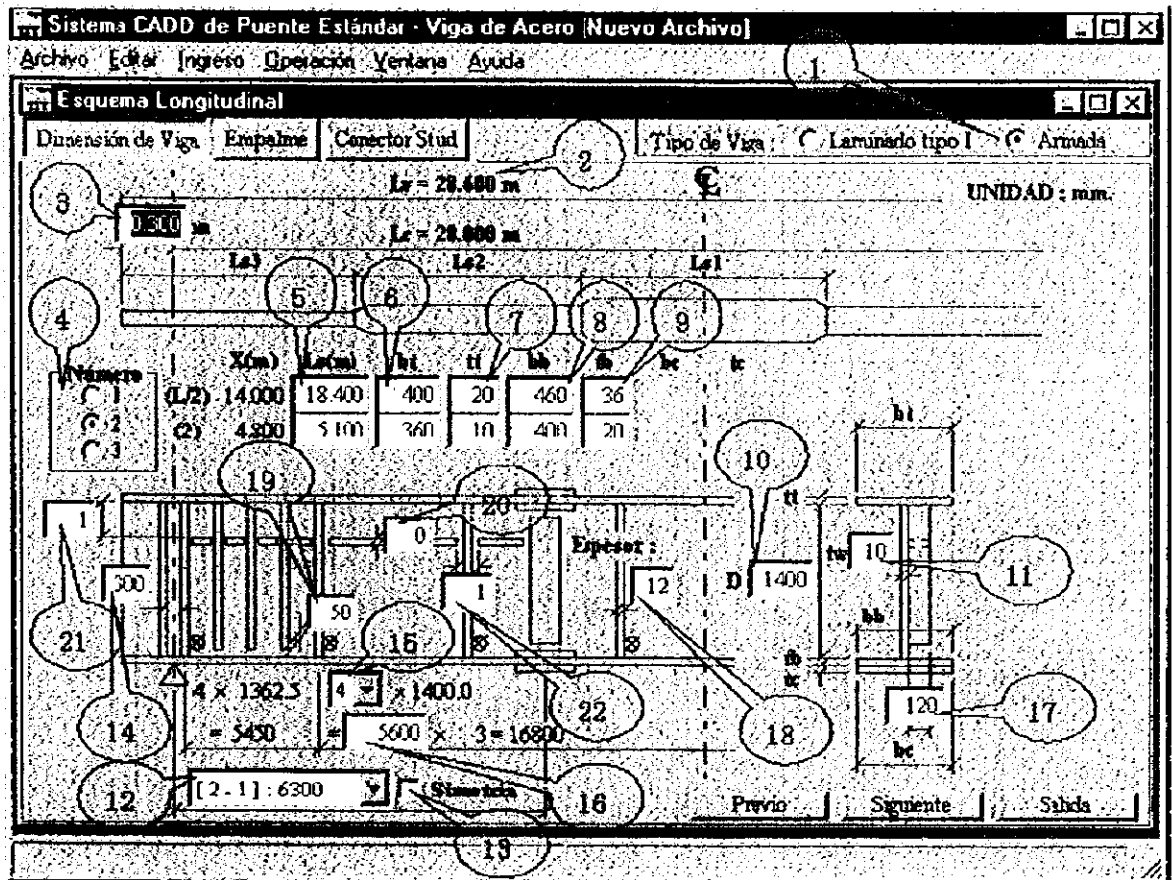 Sistema CADD de Puente Estándar - Viga de Acero [Nuevo Archivo]
Archivo Editar Ingreso Operación Ventana Ayuda
1
Esquema Longitudinal
Dimensión de Viga Empalme Conector Stud
2
Tipo de Viga : Laminado tipo I Armada
Lv = 28.600 m
UNIDAD : mm.
3
0.300 m
Lc = 28.000 m
Ls3 Ls2 Ls1
4 5 6 7 8 9
X(m) Ls(m) bt tt bb fb bc tc
Número
1
2
3
(L/2) 14.000 18.400 400 20 460 36
(2) 4.800 5.100 360 10 400 20
bt
19 10
20
tt
1
0
Espesor :
tw 10
D 1400
11
300
50
1
12
bb
21
15
fb
tc
4 × 1362.5 4 × 1400.0
22
120
14
18
17
= 5450 = 5600 × 3 = 16800
bc
12
[2 - 1] : 6300
Simetría
16
Previo Siguiente Salida
13